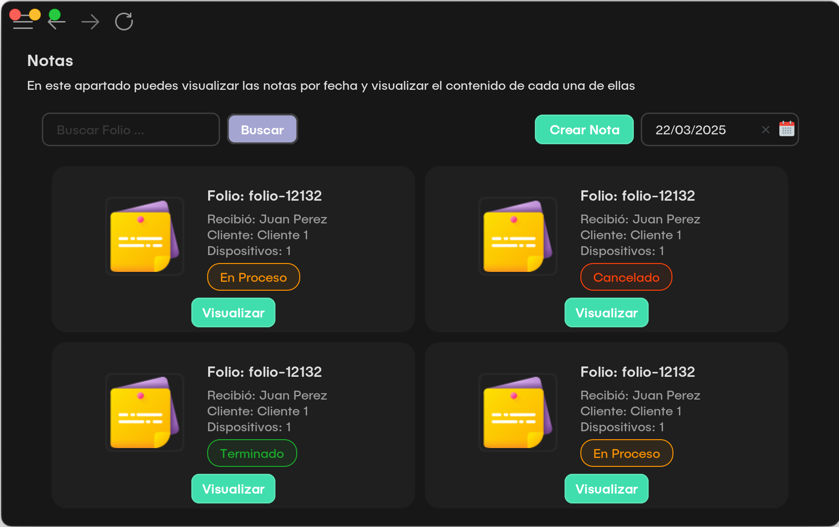 Notas
En este apartado puedes visualizar las notas por fecha y visualizar el contenido de cada una de ellas
Buscar Folio ...
Buscar
Crear Nota
22/03/2025
Folio: folio-12132
Recibió: Juan Perez
Cliente: Cliente 1
Dispositivos: 1
En Proceso
Visualizar
Folio: folio-12132
Recibió: Juan Perez
Cliente: Cliente 1
Dispositivos: 1
Cancelado
Visualizar
Folio: folio-12132
Recibió: Juan Perez
Cliente: Cliente 1
Dispositivos: 1
Terminado
Visualizar
Folio: folio-12132
Recibió: Juan Perez
Cliente: Cliente 1
Dispositivos: 1
En Proceso
Visualizar